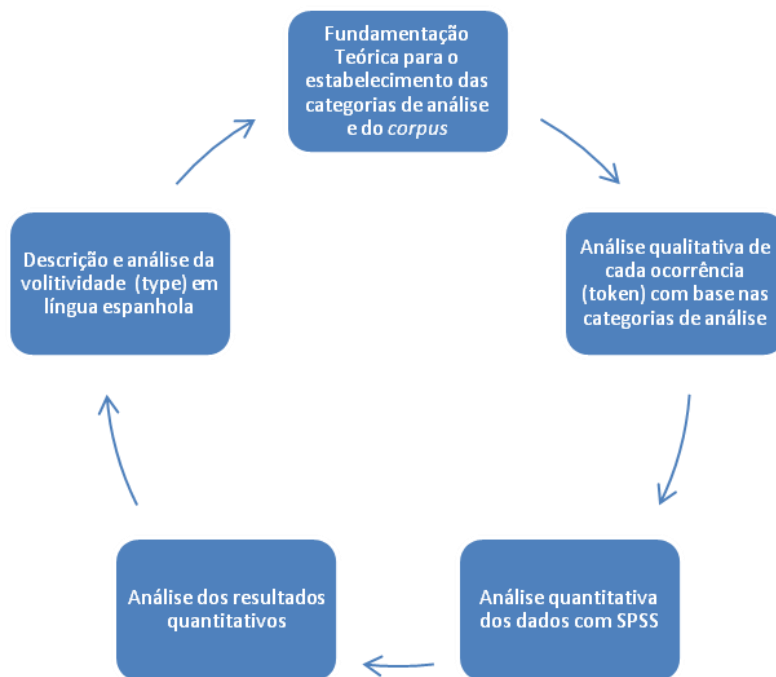 Fundamentação
Teórica para o
estabelecimento das
categorias de análise
e do corpus
Análise qualitativa de
cada ocorrência
(token) com base nas
categorias de análise
Análise quantitativa
dos dados com SPSS
Análise dos resultados
quantitativos
Descrição e análise da
volitividade (type) em
língua espanhola